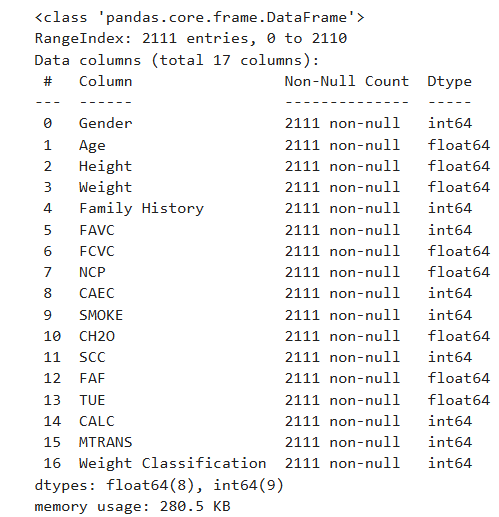 <class 'pandas.core.frame.DataFrame'>
RangeIndex: 2111 entries, 0 to 2110
Data columns (total 17 columns):
 #   Column                 Non-Null Count  Dtype
---  ------                 --------------  -----
 0   Gender                 2111 non-null   int64
 1   Age                    2111 non-null   float64
 2   Height                 2111 non-null   float64
 3   Weight                 2111 non-null   float64
 4   Family History         2111 non-null   int64
 5   FAVC                   2111 non-null   int64
 6   FCVC                   2111 non-null   float64
 7   NCP                    2111 non-null   float64
 8   CAEC                   2111 non-null   int64
 9   SMOKE                  2111 non-null   int64
 10  CH2O                   2111 non-null   float64
 11  SCC                    2111 non-null   int64
 12  FAF                    2111 non-null   float64
 13  TUE                    2111 non-null   float64
 14  CALC                   2111 non-null   int64
 15  MTRANS                 2111 non-null   int64
 16  Weight Classification  2111 non-null   int64
dtypes: float64(8), int64(9)
memory usage: 280.5 KB